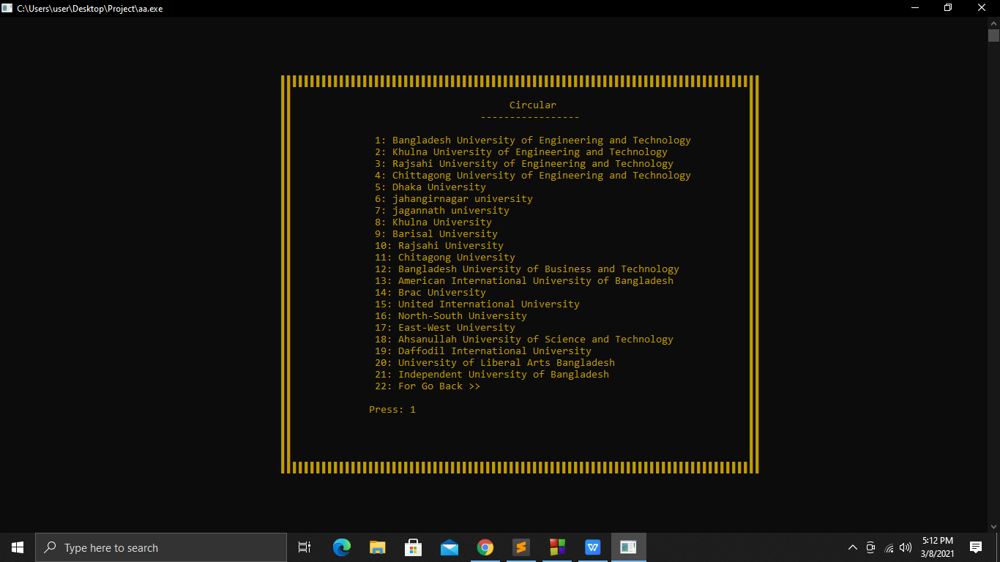 C:\Users\user\Desktop\Project\aa.exe
Circular
-----------------
1: Bangladesh University of Engineering and Technology
2: Khulna University of Engineering and Technology
3: Rajsahi University of Engineering and Technology
4: Chittagong University of Engineering and Technology
5: Dhaka University
6: jahangirnagar university
7: jagannath university
8: Khulna University
9: Barisal University
10: Rajsahi University
11: Chitagong University
12: Bangladesh University of Business and Technology
13: American International University of Bangladesh
14: Brac University
15: United International University
16: North-South University
17: East-West University
18: Ahsanullah University of Science and Technology
19: Daffodil International University
20: University of Liberal Arts Bangladesh
21: Independent University of Bangladesh
22: For Go Back >>
Press: 1
Type here to search
5:12 PM
3/8/2021